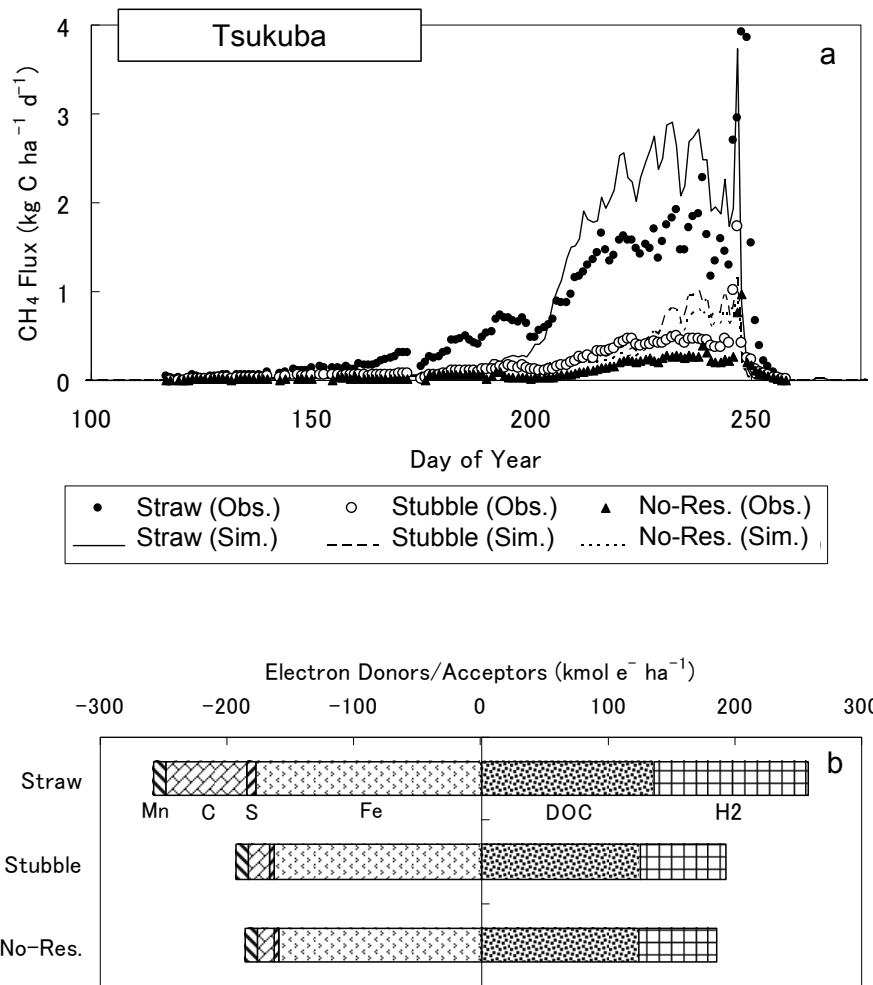 Tsukuba
a
4
3
2
1
0
CH₄ Flux (kg C ha⁻¹ d⁻¹)
100 150 200 250
Day of Year
Straw (Obs.) Stubble (Obs.) No-Res. (Obs.)
Straw (Sim.) Stubble (Sim.) No-Res. (Sim.)
Electron Donors/Acceptors (kmol e⁻ ha⁻¹)
-300 -200 -100 0 100 200 300
b
Straw
Mn C S Fe DOC H2
Stubble
No-Res.